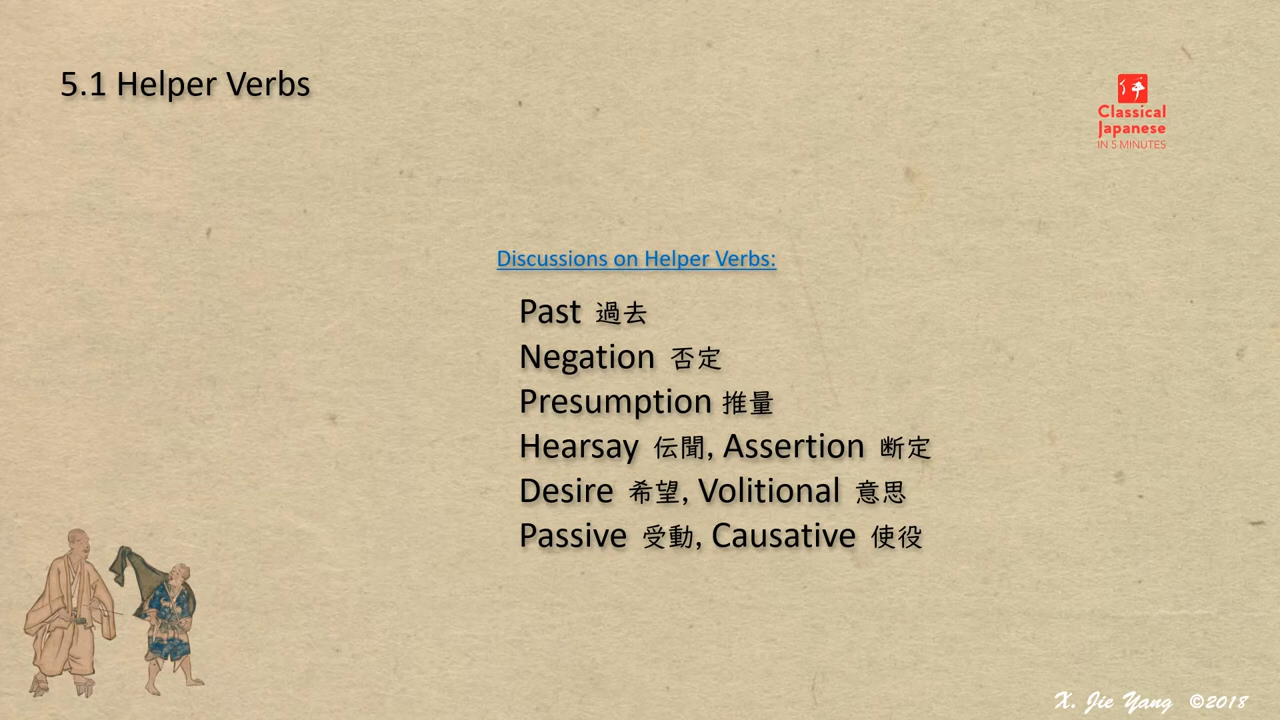 5.1 Helper Verbs
Classical
Japanese
IN 5 MINUTES
Discussions on Helper Verbs:
Past 過去
Negation 否定
Presumption 推量
Hearsay 伝聞, Assertion 断定
Desire 希望, Volitional 意思
Passive 受動, Causative 使役
X. Jie Yang ©2018